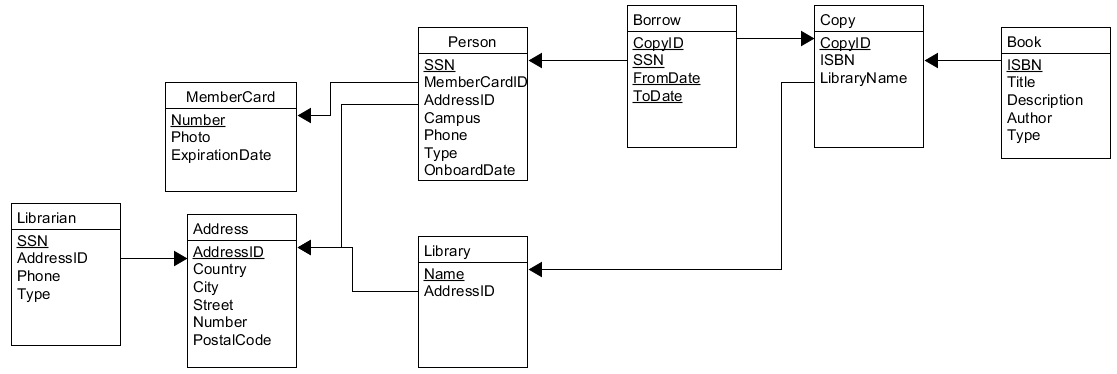 Person
SSN
MemberCardID
AddressID
Campus
Phone
Type
OnboardDate
Borrow
CopyID
SSN
FromDate
ToDate
Copy
CopyID
ISBN
LibraryName
Book
ISBN
Title
Description
Author
Type
MemberCard
Number
Photo
ExpirationDate
Librarian
SSN
AddressID
Phone
Type
Address
AddressID
Country
City
Street
Number
PostalCode
Library
Name
AddressID